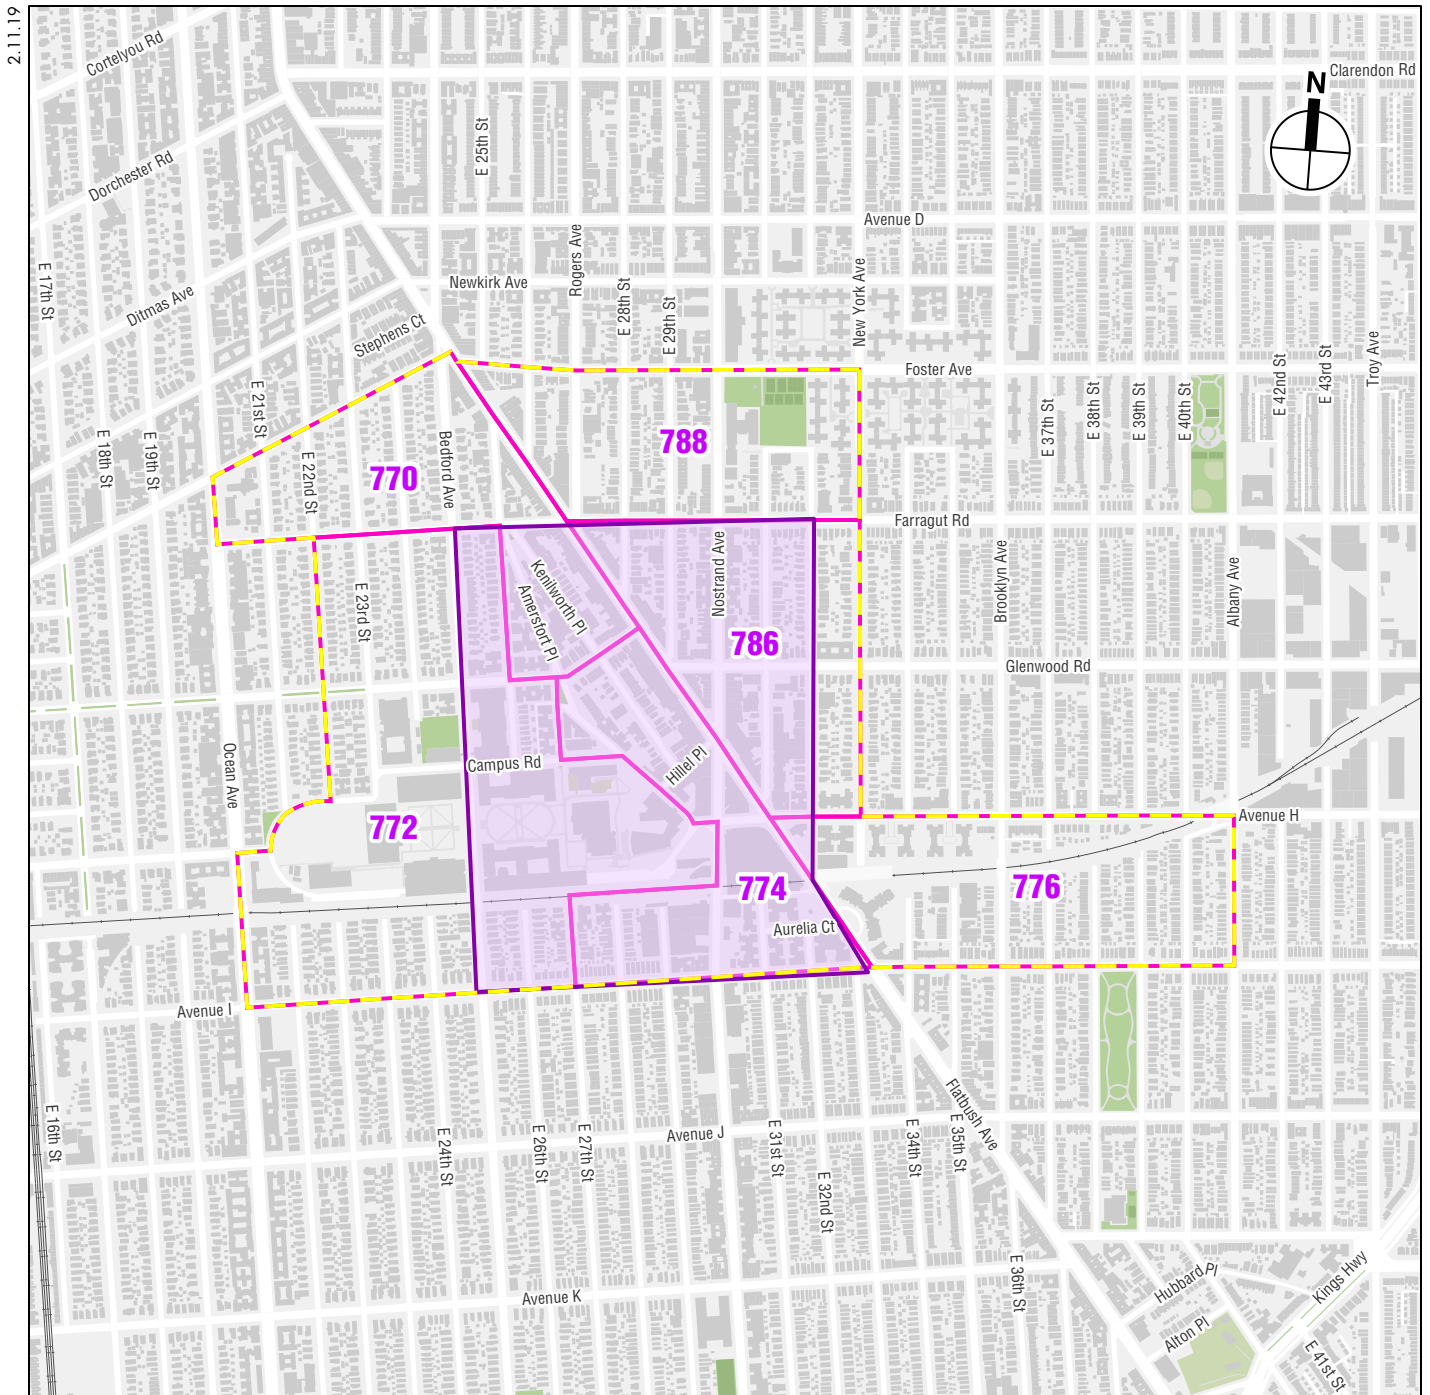 2.11.19
Cortelyou Rd
Clarendon Rd
N
E 25th St
Dorchester Rd
Avenue D
E 17th St
Ditmas Ave
Newkirk Ave
Rogers Ave
E 28th St
E 29th St
New York Ave
Stephens Ct
Foster Ave
E 42nd St
E 43rd St
Troy Ave
E 21st St
E 18th St
E 19th St
E 22nd St
Bedford Ave
770
788
E 37th St
E 38th St
E 39th St
E 40th St
Farragut Rd
Kenilworth Pl
Amersfort Pl
E 23rd St
Nostrand Ave
786
Brooklyn Ave
Albany Ave
Glenwood Rd
Ocean Ave
Campus Rd
Hillel Pl
772
Avenue H
774
776
Aurelia Ct
Avenue I
E 16th St
E 24th St
E 26th St
E 27th St
Avenue J
E 31st St
E 32nd St
E 34th St
E 35th St
Flatbush Ave
E 36th St
Avenue K
Hubbard Pl
Kings Hwy
Alton Pl
E 41st St